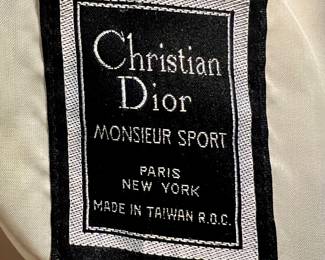 Christian
Dior
MONSIEUR SPORT
PARIS
NEW YORK
MADE IN TAIWAN R.O.C.